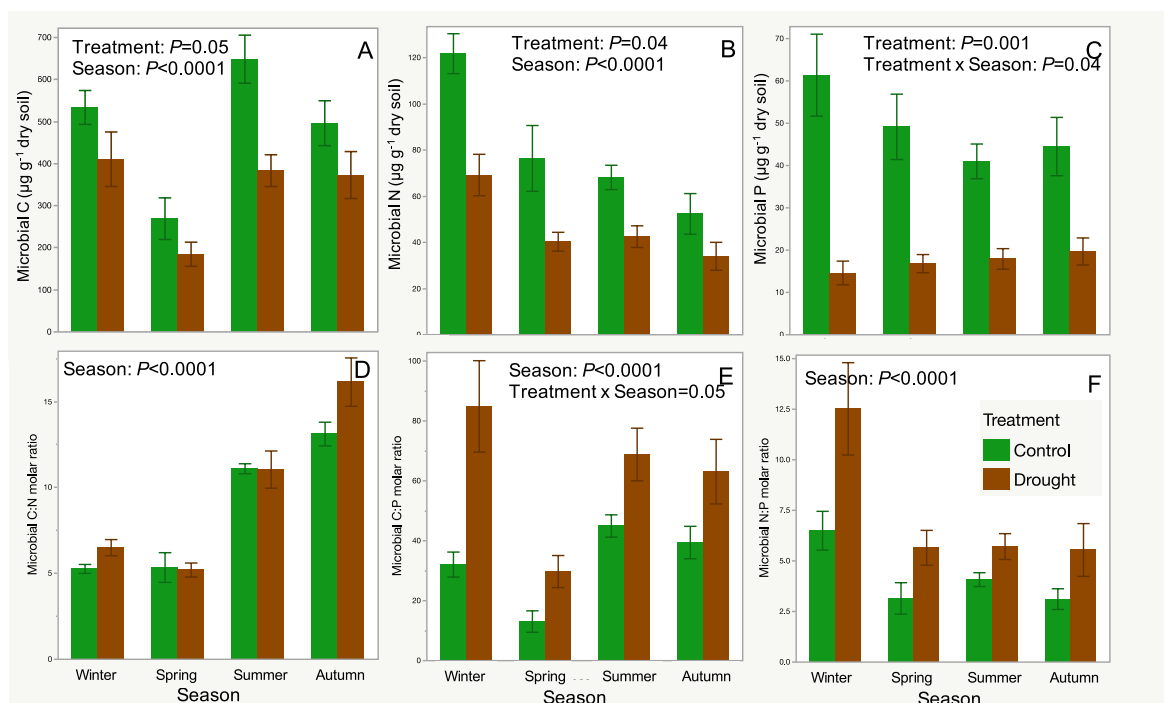 Treatment: P=0.05
Season: P<0.0001
A
Microbial C (µg g⁻¹ dry soil)
700
600
500
400
300
200
100
0
Treatment: P=0.04
Season: P<0.0001
B
Microbial N (µg g⁻¹ dry soil)
120
100
80
60
40
20
0
Treatment: P=0.001
Treatment x Season: P=0.04
C
Microbial P (µg g⁻¹ dry soil)
70
60
50
40
30
20
10
0
Season: P<0.0001
D
Microbial C:N molar ratio
15
10
5
0
Winter Spring Summer Autumn
Season
Season: P<0.0001
Treatment x Season=0.05
E
Microbial C:P molar ratio
100
80
60
40
20
0
Winter Spring Summer Autumn
Season
Season: P<0.0001
F
Microbial N:P molar ratio
15.0
12.5
10.0
7.5
5.0
2.5
0.0
Treatment
Control
Drought
Winter Spring Summer Autumn
Season